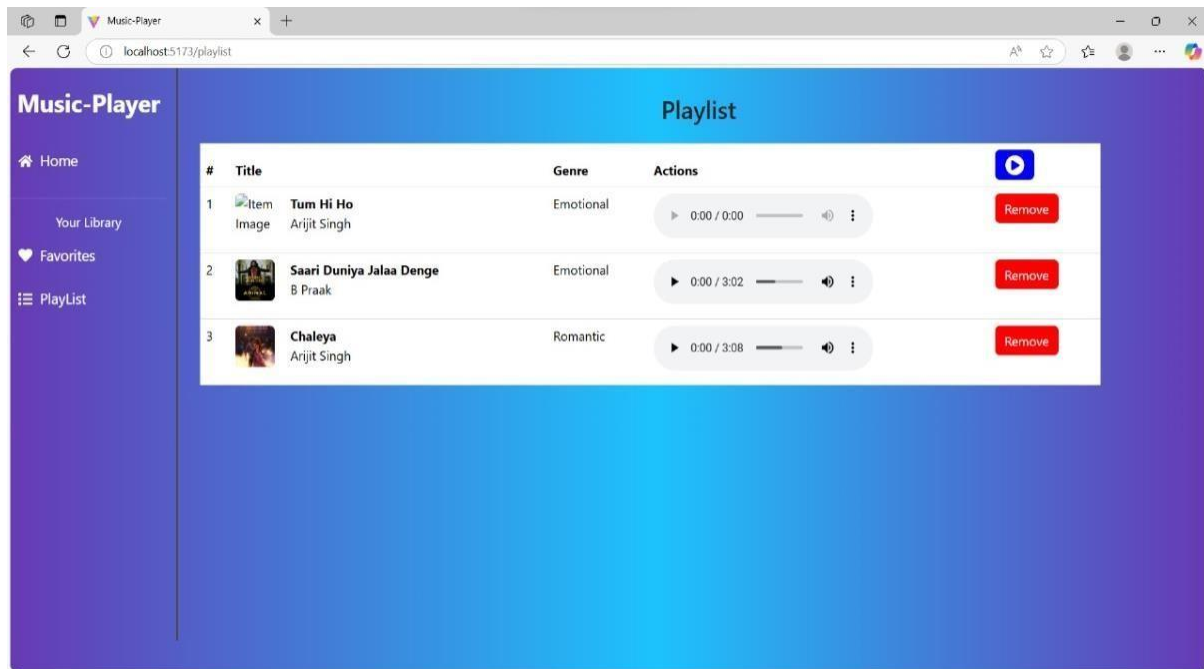 Music-Player
localhost:5173/playlist
Music-Player
Home
Your Library
Favorites
PlayList
Playlist
# Title Genre Actions
1 Item Image Tum Hi Ho Emotional 0:00 / 0:00 Remove
Arijit Singh
2 Saari Duniya Jalaa Denge Emotional 0:00 / 3:02 Remove
B Praak
3 Chaleya Romantic 0:00 / 3:08 Remove
Arijit Singh